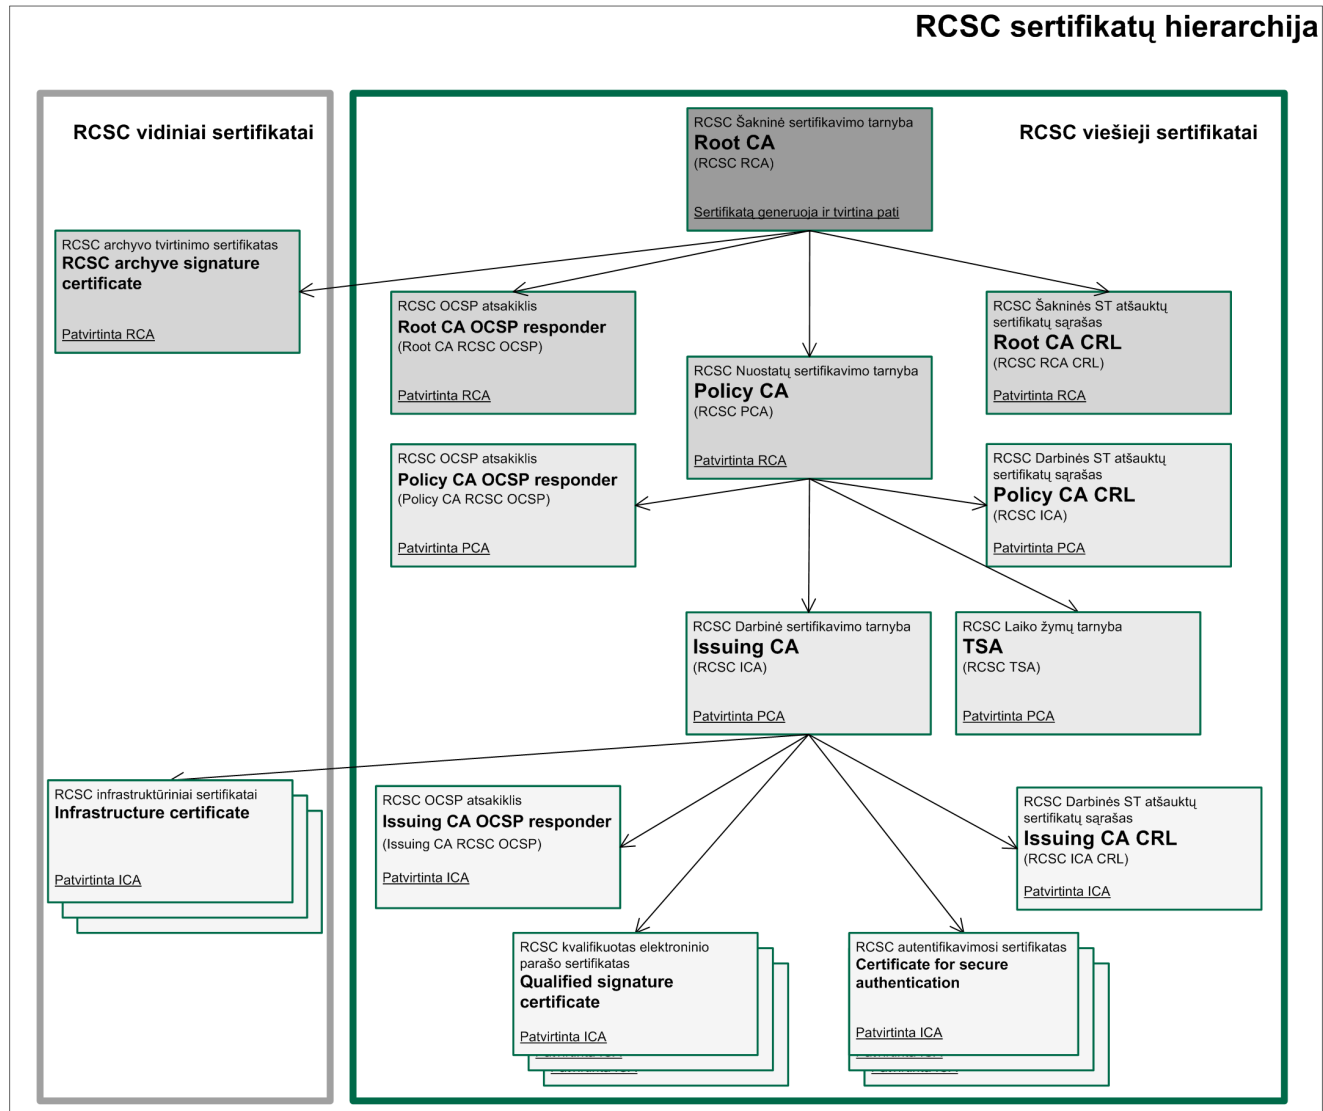 RCSC sertifikatų hierarchija
RCSC vidiniai sertifikatai
RCSC viešieji sertifikatai
RCSC Šakninė sertifikavimo tarnyba
Root CA
(RCSC RCA)
Sertifikatą generuoja ir tvirtina pati
RCSC archyvo tvirtinimo sertifikatas
RCSC archyve signature
certificate
Patvirtinta RCA
RCSC OCSP atsakiklis
Root CA OCSP responder
(Root CA RCSC OCSP)
Patvirtinta RCA
RCSC Nuostatų sertifikavimo tarnyba
Policy CA
(RCSC PCA)
Patvirtinta RCA
RCSC Šakninės ST atšauktų
sertifikatų sąrašas
Root CA CRL
(RCSC RCA CRL)
Patvirtinta RCA
RCSC OCSP atsakiklis
Policy CA OCSP responder
(Policy CA RCSC OCSP)
Patvirtinta PCA
RCSC Darbinės ST atšauktų
sertifikatų sąrašas
Policy CA CRL
(RCSC ICA)
Patvirtinta PCA
RCSC Darbinė sertifikavimo tarnyba
Issuing CA
(RCSC ICA)
Patvirtinta PCA
RCSC Laiko žymų tarnyba
TSA
(RCSC TSA)
Patvirtinta PCA
RCSC infrastruktūriniai sertifikatai
Infrastructure certificate
Patvirtinta ICA
RCSC OCSP atsakiklis
Issuing CA OCSP responder
(Issuing CA RCSC OCSP)
Patvirtinta ICA
RCSC Darbinės ST atšauktų
sertifikatų sąrašas
Issuing CA CRL
(RCSC ICA CRL)
Patvirtinta ICA
RCSC kvalifikuotas elektroninio
parašo sertifikatas
Qualified signature
certificate
Patvirtinta ICA
RCSC autentifikavimosi sertifikatas
Certificate for secure
authentication
Patvirtinta ICA